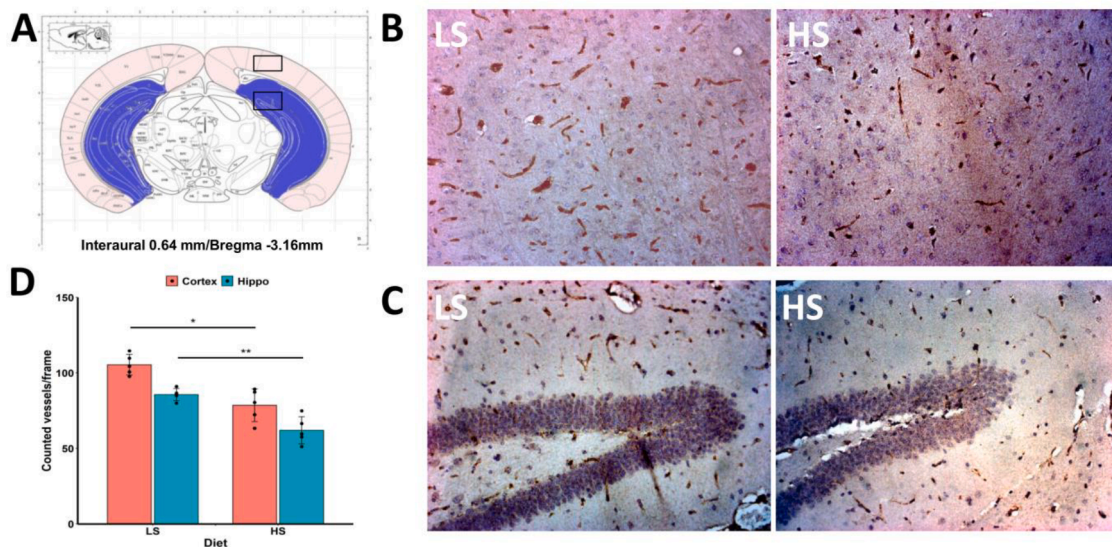 A
Interaural 0.64 mm/Bregma -3.16mm
B
LS
HS
D
Cortex Hippo
150
100
50
0
Counted vessels/frame
*
**
LS
HS
Diet
C
LS
HS